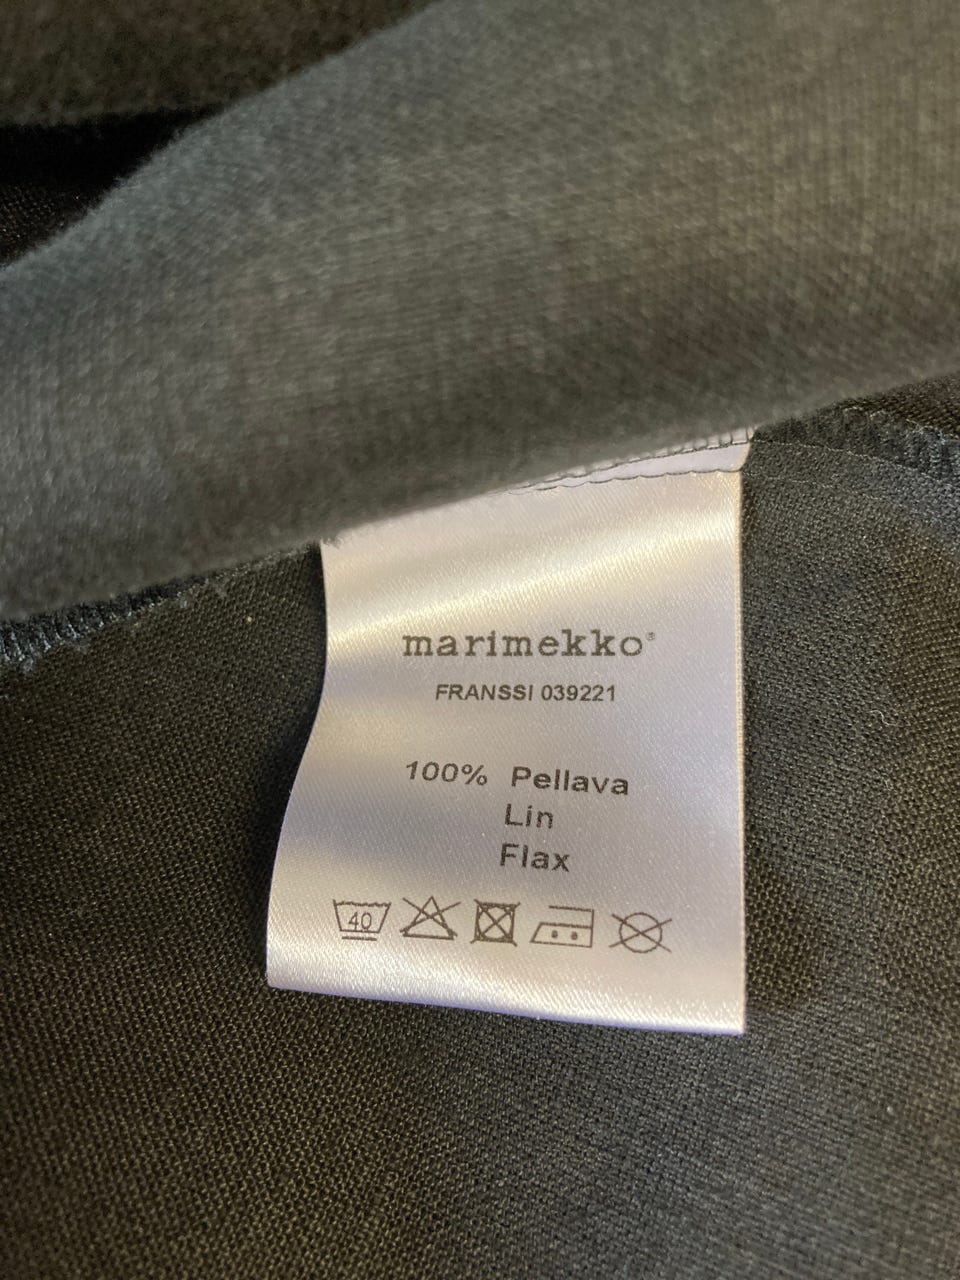 marimekko®
FRANSSI 039221
100% Pellava
Lin
Flax
40